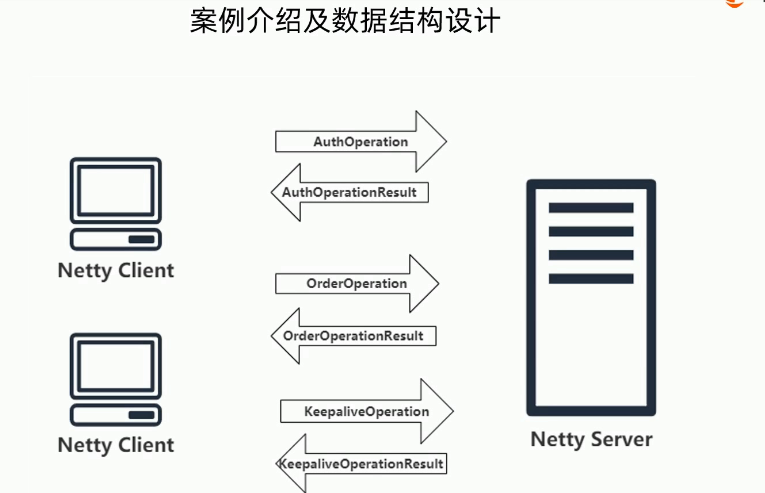 案例介绍及数据结构设计
AuthOperation
AuthOperationResult
Netty Client
OrderOperation
OrderOperationResult
KeepaliveOperation
KeepaliveOperationResult
Netty Client
Netty Server